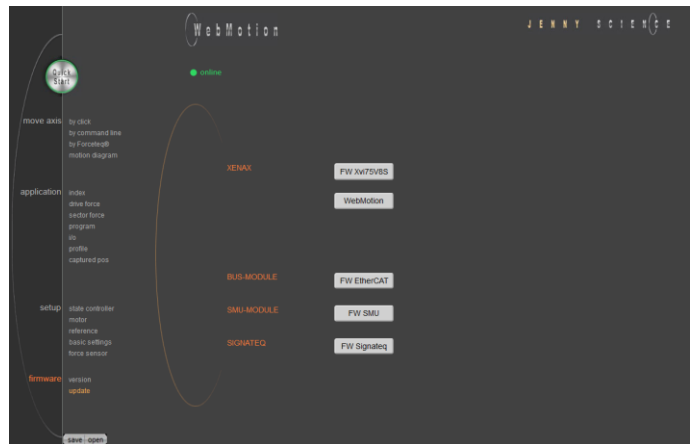 WebMotion
JENNY SCIENCE
Quick
Start
online
move axis
by click
by command line
by Forceteq®
motion diagram
application
index
drive force
sector force
program
i/o
profile
captured pos
setup
state controller
motor
reference
basic settings
force sensor
firmware
version
update
save open
XENAX
FW Xvi75V8S
WebMotion
BUS-MODULE
FW EtherCAT
SMU-MODULE
FW SMU
SIGNATEQ
FW Signateq